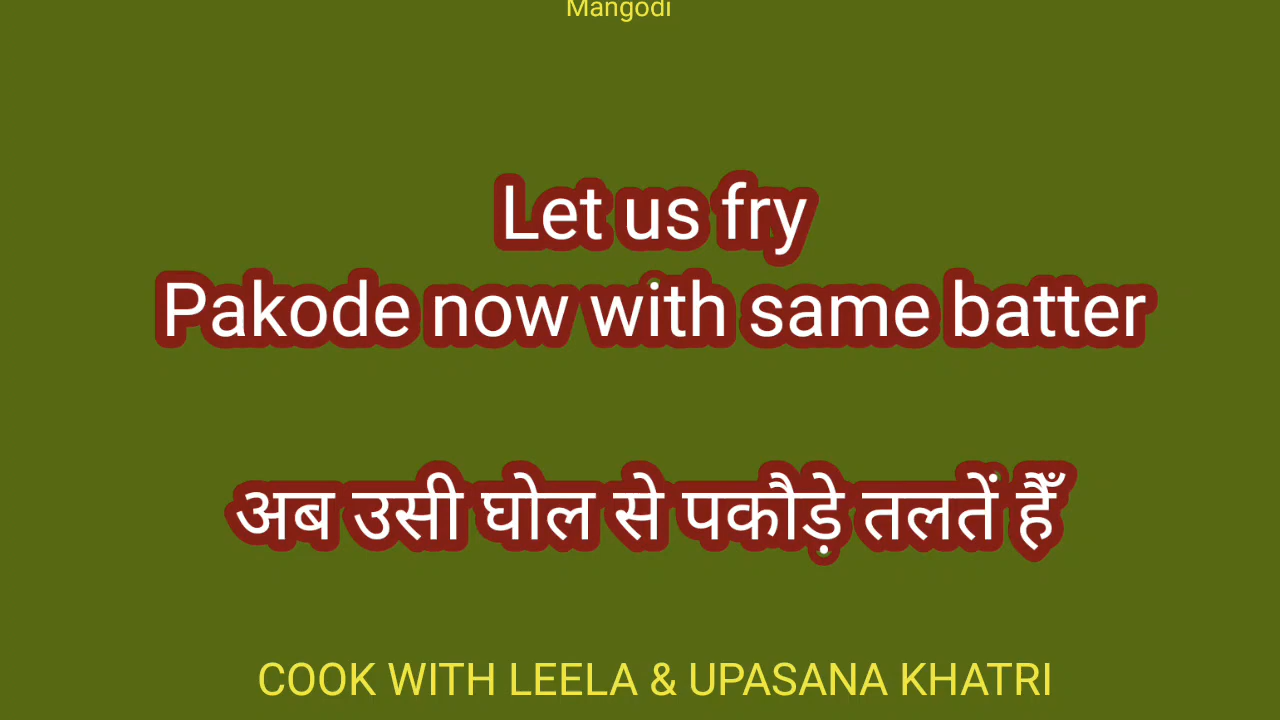 Mangodi
Let us fry
Pakode now with same batter
अब उसी घोल से पकौड़े तलतें हैँ
COOK WITH LEELA & UPASANA KHATRI